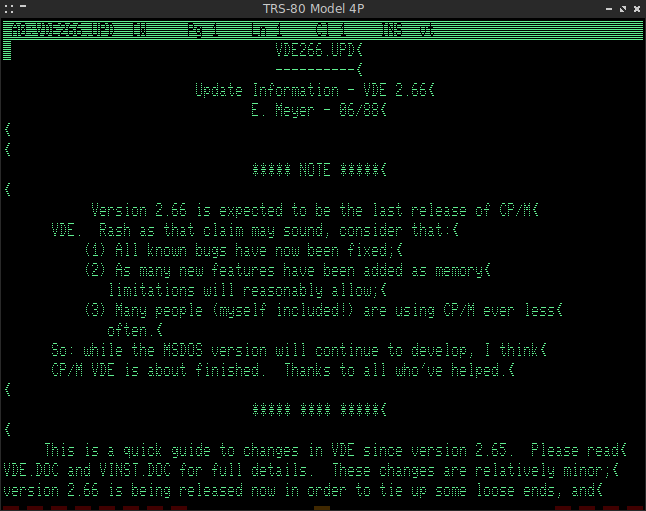 TRS-80 Model 4P
A0:VDE266.UPD Pg 1 Ln 1 Cl 1 INS vt
VDE266.UPD{
----------{
Update Information - VDE 2.66{
E. Meyer - 06/88{
{
{
***** NOTE *****{
{
Version 2.66 is expected to be the last release of CP/M{
VDE.  Rash as that claim may sound, consider that:{
(1) All known bugs have now been fixed;{
(2) As many new features have been added as memory{
limitations will reasonably allow;{
(3) Many people (myself included!) are using CP/M ever less{
often.{
So: while the MSDOS version will continue to develop, I think{
CP/M VDE is about finished.  Thanks to all who've helped.{
{
***** **** *****{
{
This is a quick guide to changes in VDE since version 2.65.  Please read{
VDE.DOC and VINST.DOC for full details.  These changes are relatively minor;{
version 2.66 is being released now in order to tie up some loose ends, and{